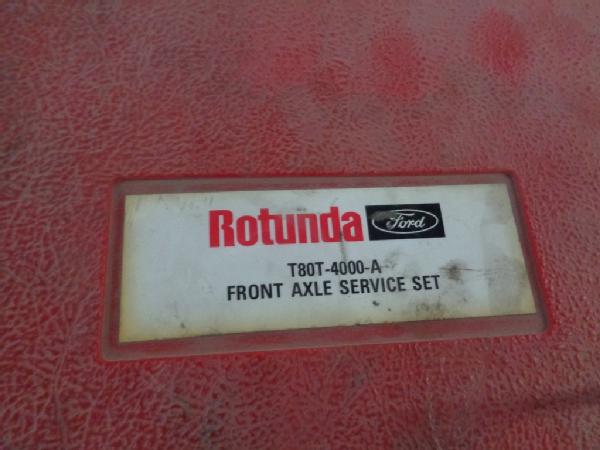 Rotunda Ford
T80T-4000-A
FRONT AXLE SERVICE SET